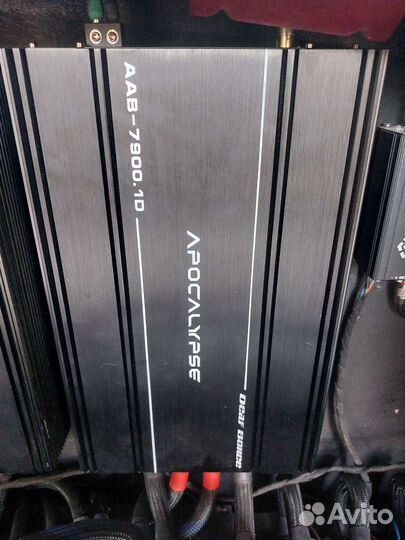 AAB-7900.1D
APOCALYPSE
Deaf Bonce
Avito